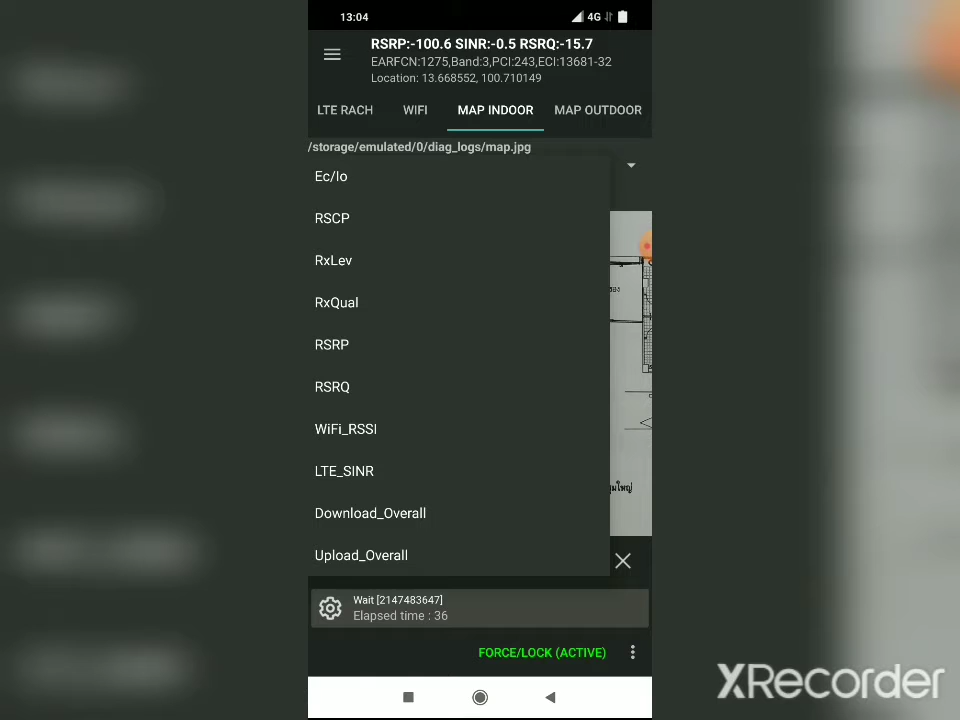 13:04
4G
RSRP:-100.6 SINR:-0.5 RSRQ:-15.7
EARFCN:1275,Band:3,PCI:243,ECI:13681-32
Location: 13.668552, 100.710149
LTE RACH WIFI MAP INDOOR MAP OUTDOOR
/storage/emulated/0/diag_logs/map.jpg
Ec/Io
RSCP
RxLev
RxQual
RSRP
RSRQ
WiFi_RSSI
LTE_SINR
Download_Overall
Upload_Overall
Wait [2147483647]
Elapsed time : 36
FORCE/LOCK (ACTIVE)
XRecorder